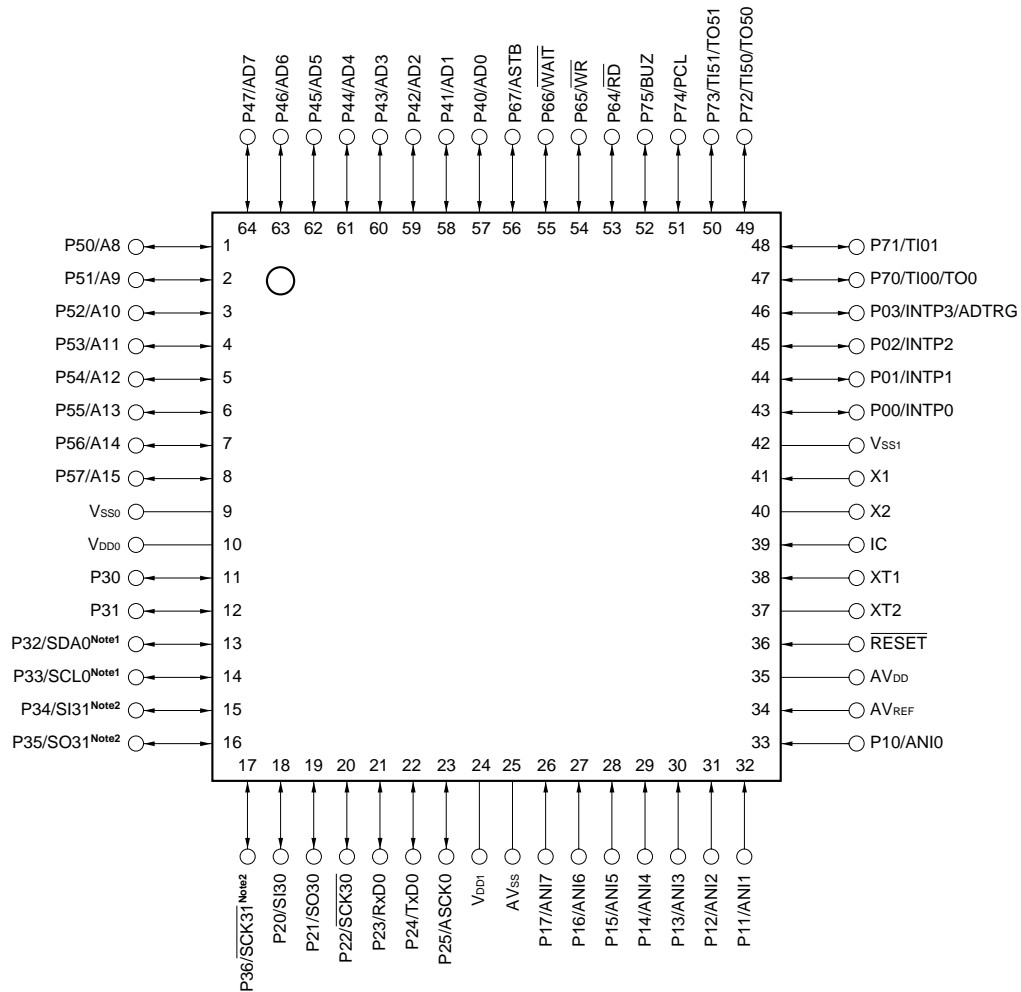 P47/AD7
P46/AD6
P45/AD5
P44/AD4
P43/AD3
P42/AD2
P41/AD1
P40/AD0
P67/ASTB
P66/WAIT
P65/WR
P64/RD
P75/BUZ
P74/PCL
P73/TI51/TO51
P72/TI50/TO50
64 63 62 61 60 59 58 57 56 55 54 53 52 51 50 49
P50/A8 1
P51/A9 2
P52/A10 3
P53/A11 4
P54/A12 5
P55/A13 6
P56/A14 7
P57/A15 8
VSS0 9
VDD0 10
P30 11
P31 12
P32/SDA0Note1 13
P33/SCL0Note1 14
P34/SI31Note2 15
P35/SO31Note2 16
48 P71/TI01
47 P70/TI00/TO0
46 P03/INTP3/ADTRG
45 P02/INTP2
44 P01/INTP1
43 P00/INTP0
42 VSS1
41 X1
40 X2
39 IC
38 XT1
37 XT2
36 RESET
35 AVDD
34 AVREF
33 P10/ANI0
17 18 19 20 21 22 23 24 25 26 27 28 29 30 31 32
P36/SCK31Note2
P20/SI30
P21/SO30
P22/SCK30
P23/RxD0
P24/TxD0
P25/ASCK0
VDD1
AVSS
P17/ANI7
P16/ANI6
P15/ANI5
P14/ANI4
P13/ANI3
P12/ANI2
P11/ANI1